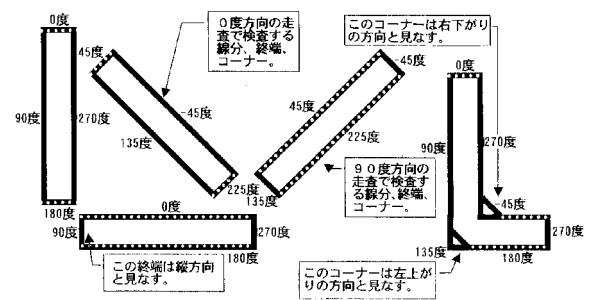 0度
90度
270度
180度
45度
-45度
135度
225度
0度方向の走
査で検査する
線分、終端、
コーナー。
-45度
45度
225度
135度
90度方向の
走査で検査す
る線分、終端、
コーナー。
0度
90度
270度
180度
この終端は縦方向
と見なす。
このコーナーは右下がり
の方向と見なす。
0度
90度
270度
-45度
270度
135度
180度
このコーナーは左上が
りの方向と見なす。